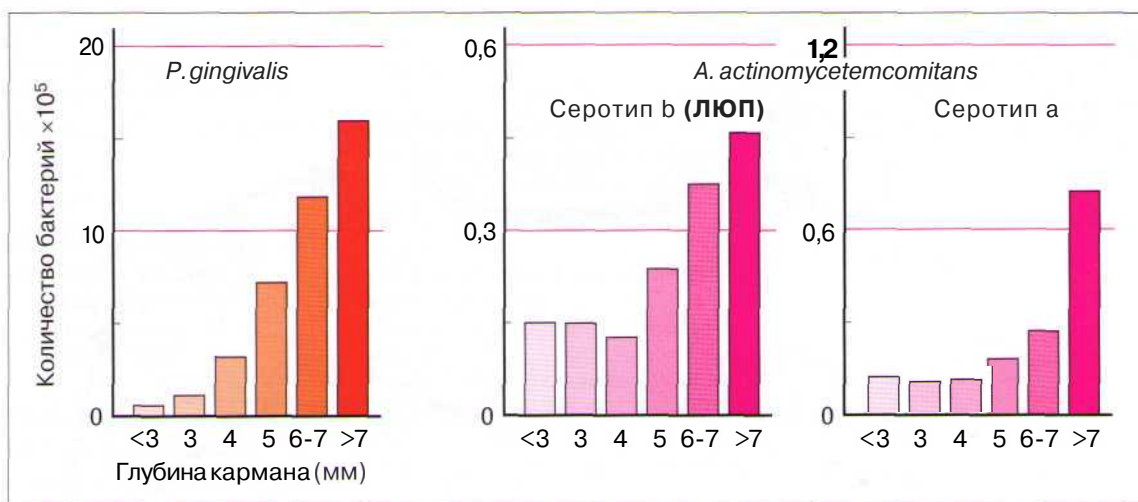 Количество бактерий ×10⁵
20
10
0
P. gingivalis
<3 3 4 5 6-7 >7
Глубина кармана (мм)
0,6
0,3
0
A. actinomycetemcomitans
Серотип b (ЛЮП)
<3 3 4 5 6-7 >7
1,2
0,6
0
Серотип a
<3 3 4 5 6-7 >7